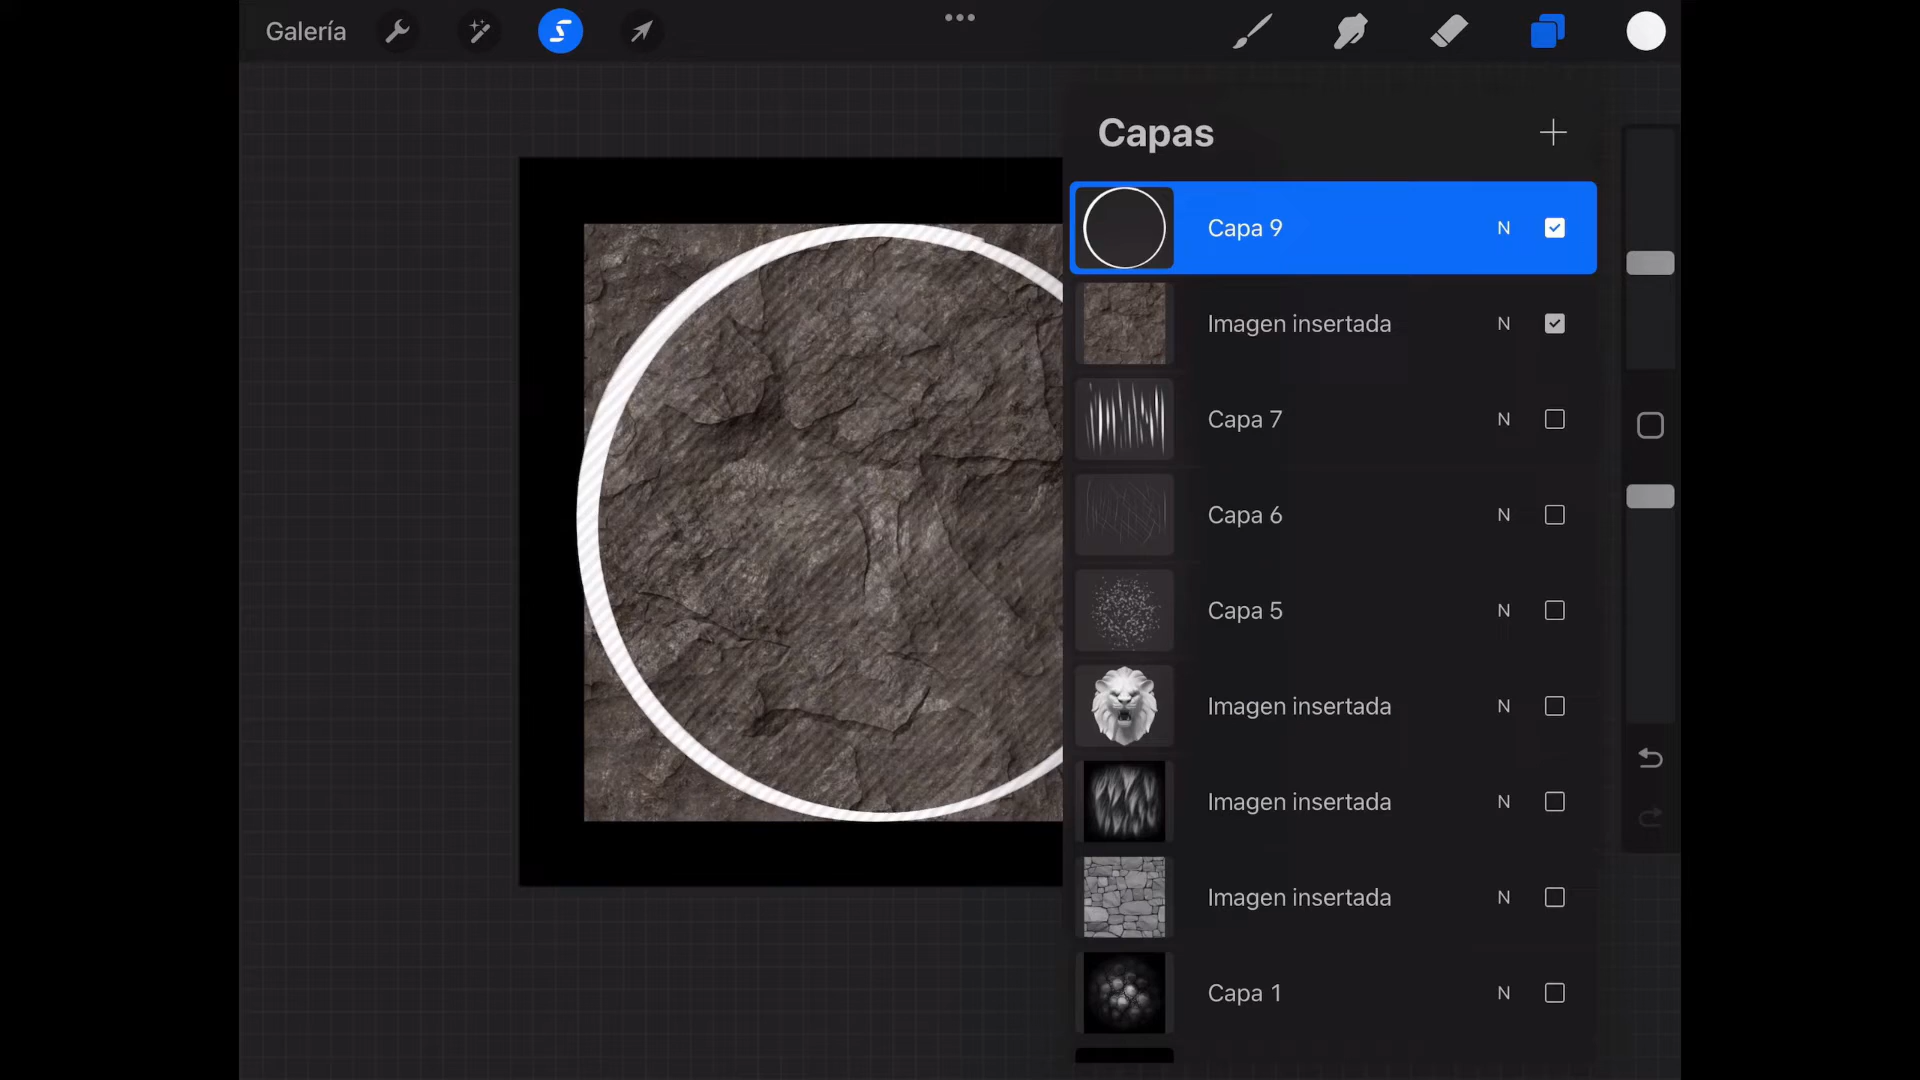 Galería
Capas
Capa 9 N
Imagen insertada N
Capa 7 N
Capa 6 N
Capa 5 N
Imagen insertada N
Imagen insertada N
Imagen insertada N
Capa 1 N